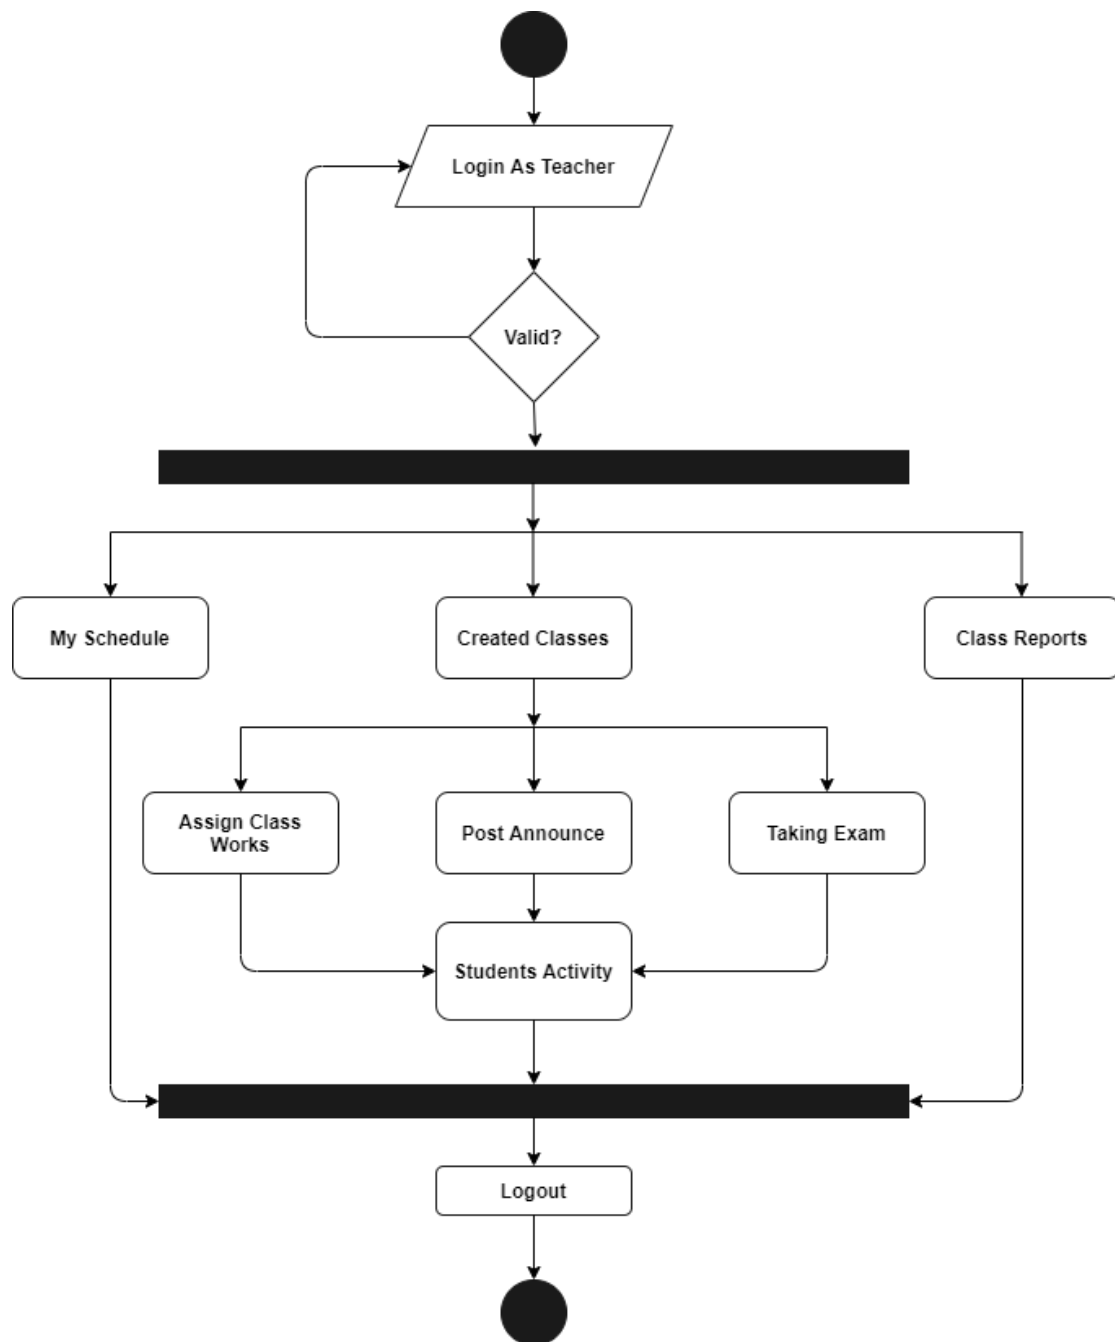 Login As Teacher
Valid?
My Schedule
Created Classes
Class Reports
Assign Class
Works
Post Announce
Taking Exam
Students Activity
Logout